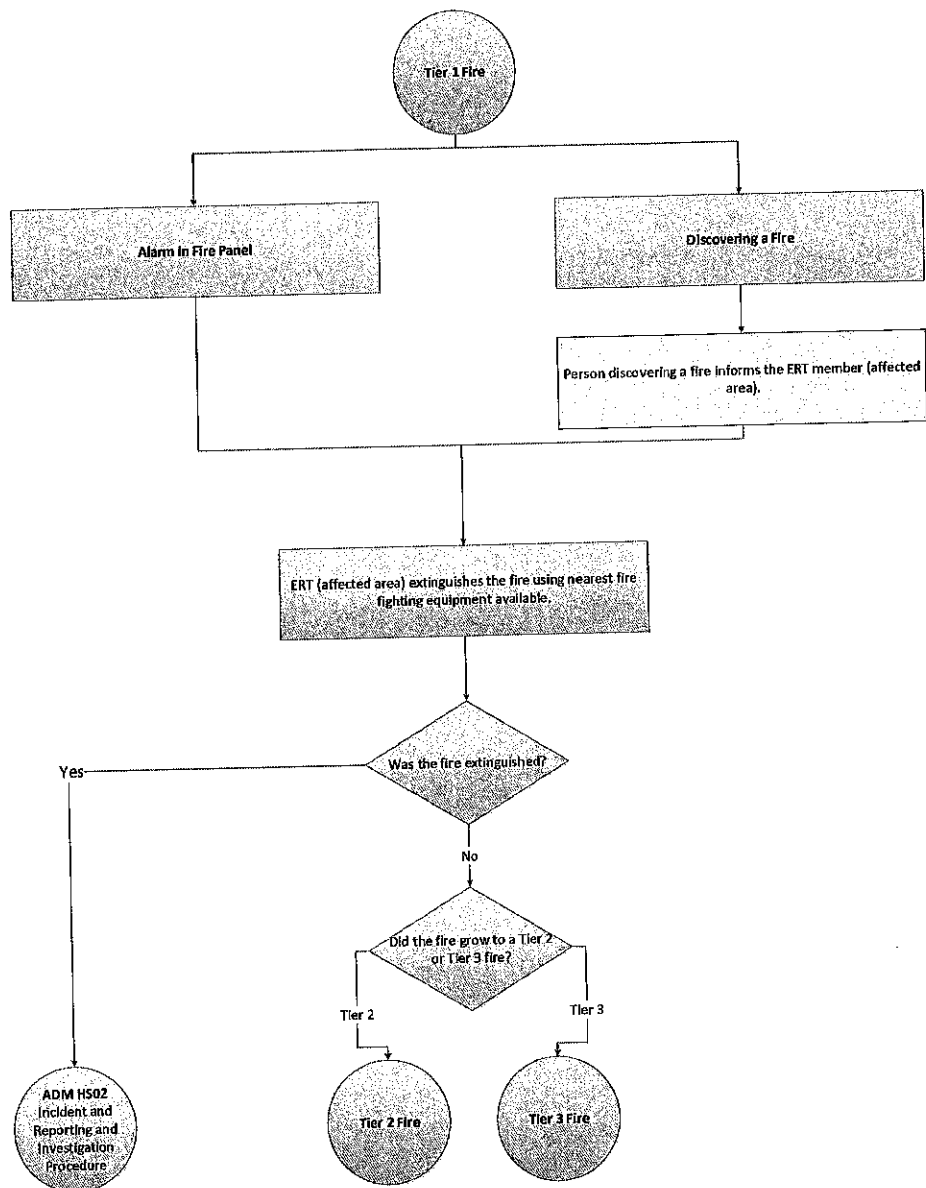 Tier 1 Fire
Alarm in Fire Panel
Discovering a Fire
Person discovering a fire informs the ERT member (affected
area).
ERT (affected area) extinguishes the fire using nearest fire
fighting equipment available.
Was the fire extinguished?
Yes
No
Did the fire grow to a Tier 2
or Tier 3 fire?
Tier 2
Tier 3
ADM HS02
Incident and
Reporting and
Investigation
Procedure
Tier 2 Fire
Tier 3 Fire